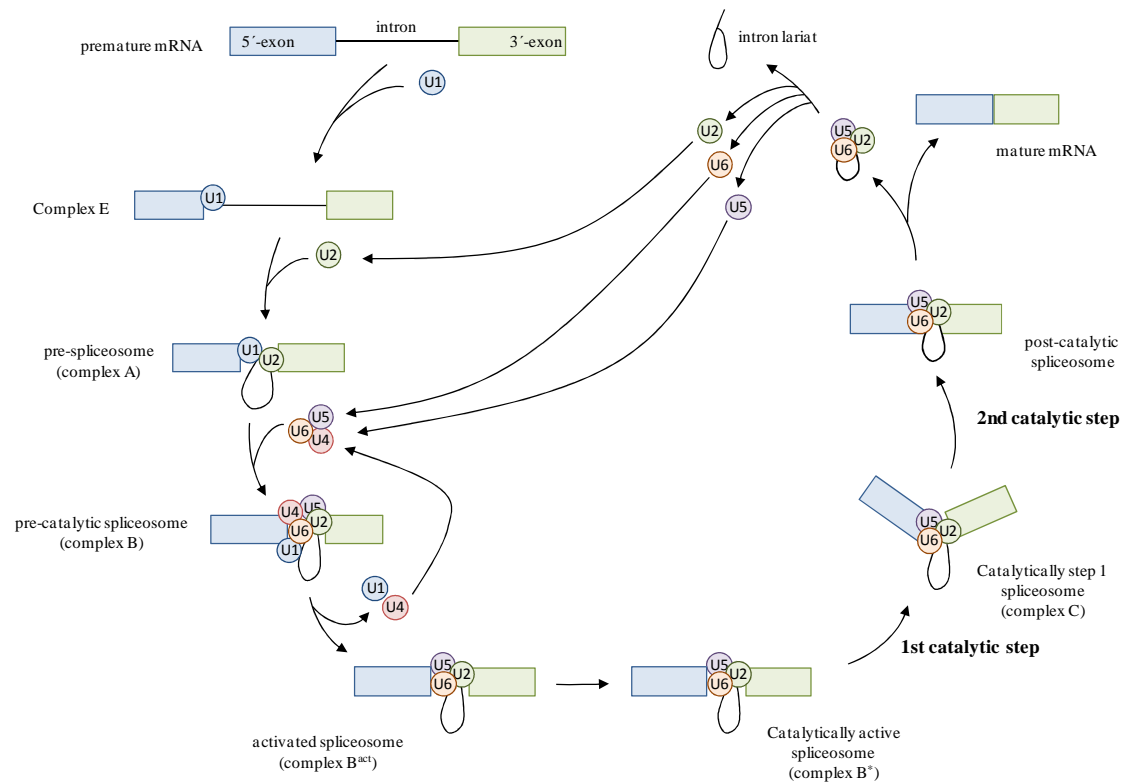 premature mRNA
5´-exon
intron
3´-exon
U1
Complex E
U1
U2
pre-spliceosome
(complex A)
U1
U2
U5
U6
U4
pre-catalytic spliceosome
(complex B)
U4
U5
U2
U6
U1
U1
U4
activated spliceosome
(complex Bact)
U5
U2
U6
Catalytically active
spliceosome
(complex B*)
U5
U2
U6
1st catalytic step
Catalytically step 1
spliceosome
(complex C)
U5
U2
U6
2nd catalytic step
post-catalytic
spliceosome
U5
U2
U6
mature mRNA
U5
U2
U6
intron lariat
U2
U6
U5